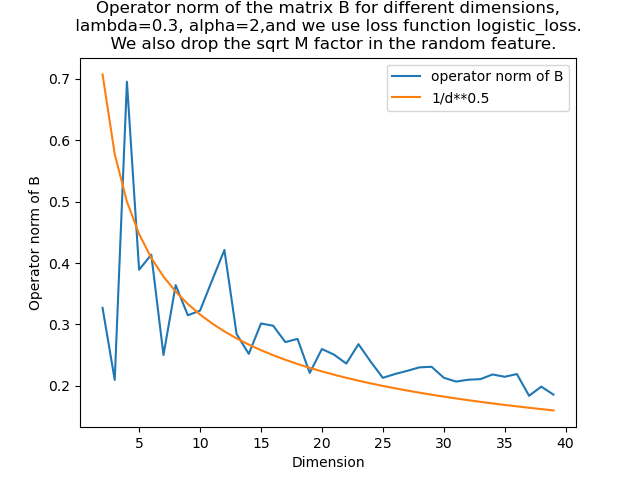 Operator norm of the matrix B for different dimensions,
lambda=0.3, alpha=2,and we use loss function logistic_loss.
We also drop the sqrt M factor in the random feature.
operator norm of B
1/d**0.5
0.7
0.6
0.5
0.4
0.3
0.2
Operator norm of B
5 10 15 20 25 30 35 40
Dimension